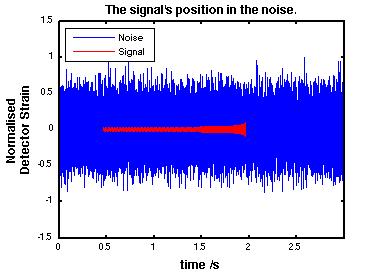 The signal's position in the noise.
Noise
Signal
1.5
1
0.5
0
-0.5
-1
-1.5
Normalised
Detector Strain
0 0.5 1 1.5 2 2.5
time /s